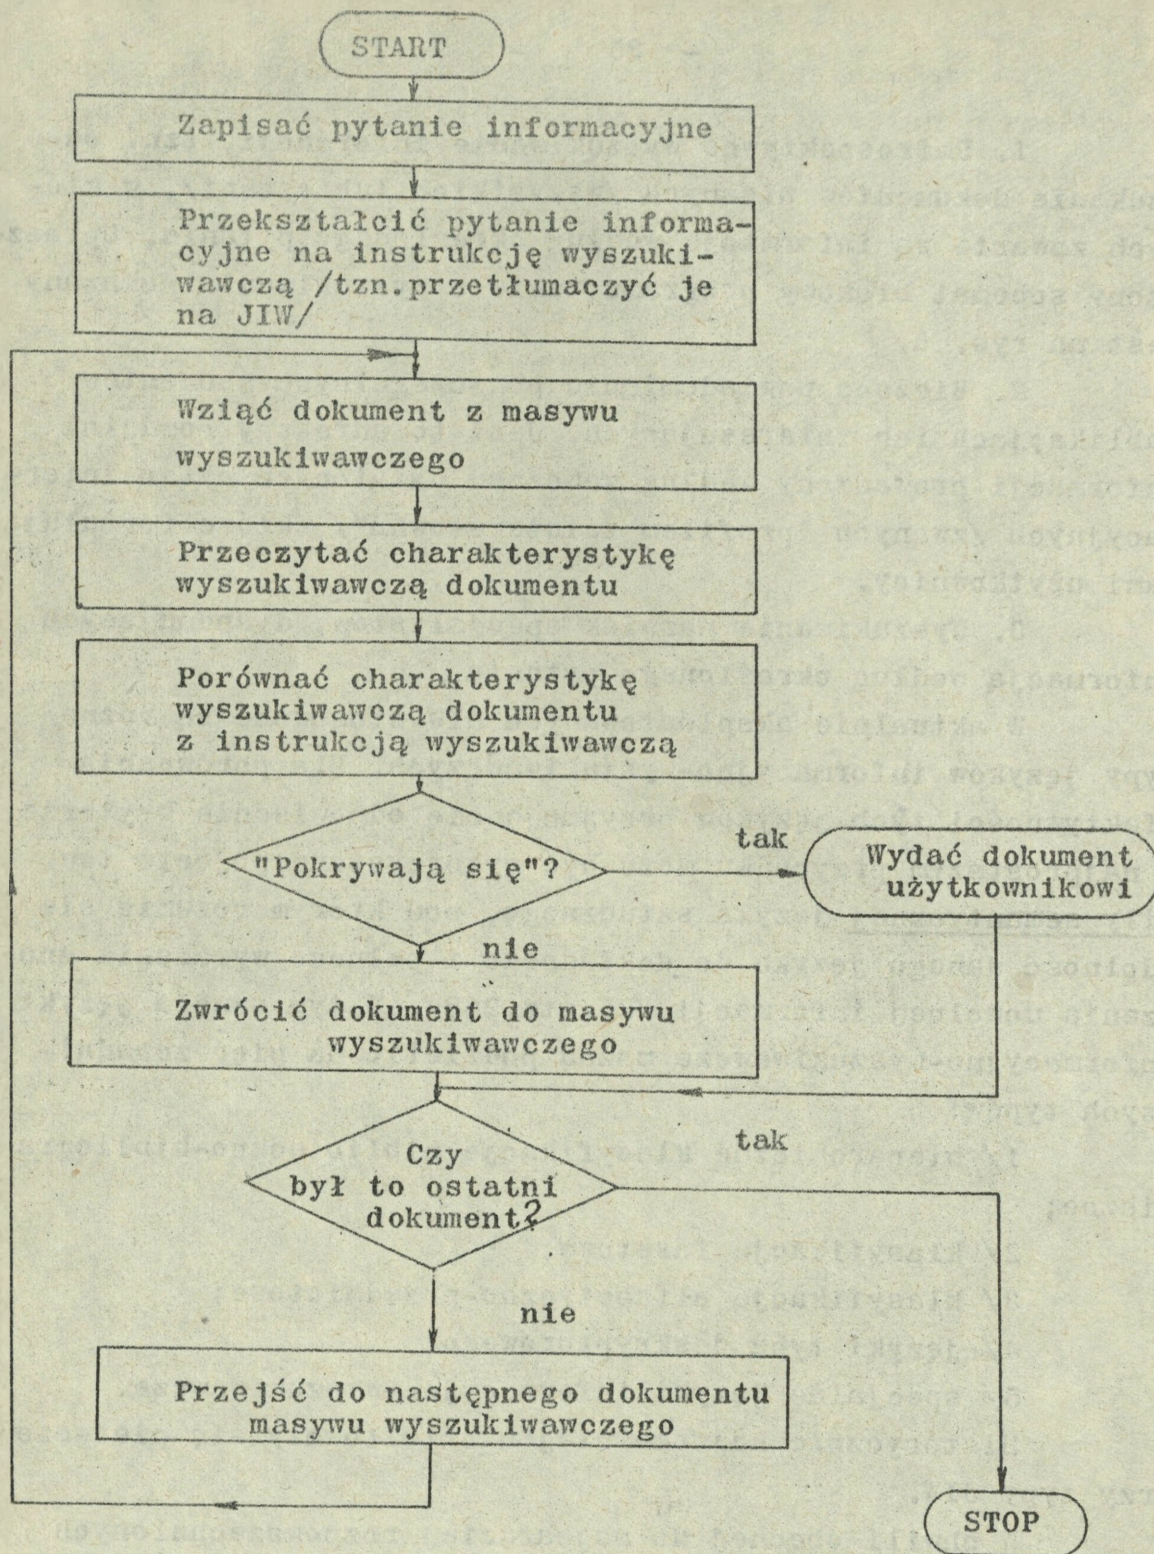 START
Zapisać pytanie informacyjne
Przekształcić pytanie informa-
cyjne na instrukcję wyszuki-
wawczą /tzn.przetłumaczyć je
na JIW/
Wziąć dokument z masywu
wyszukiwawczego
Przeczytać charakterystykę
wyszukiwawczą dokumentu
Porównać charakterystykę
wyszukiwawczą dokumentu
z instrukcją wyszukiwawczą
"Pokrywają się"?
tak
Wydać dokument
użytkownikowi
nie
Zwrócić dokument do masywu
wyszukiwawczego
Czy
był to ostatni
dokument?
tak
nie
Przejść do następnego dokumentu
masywu wyszukiwawczego
STOP